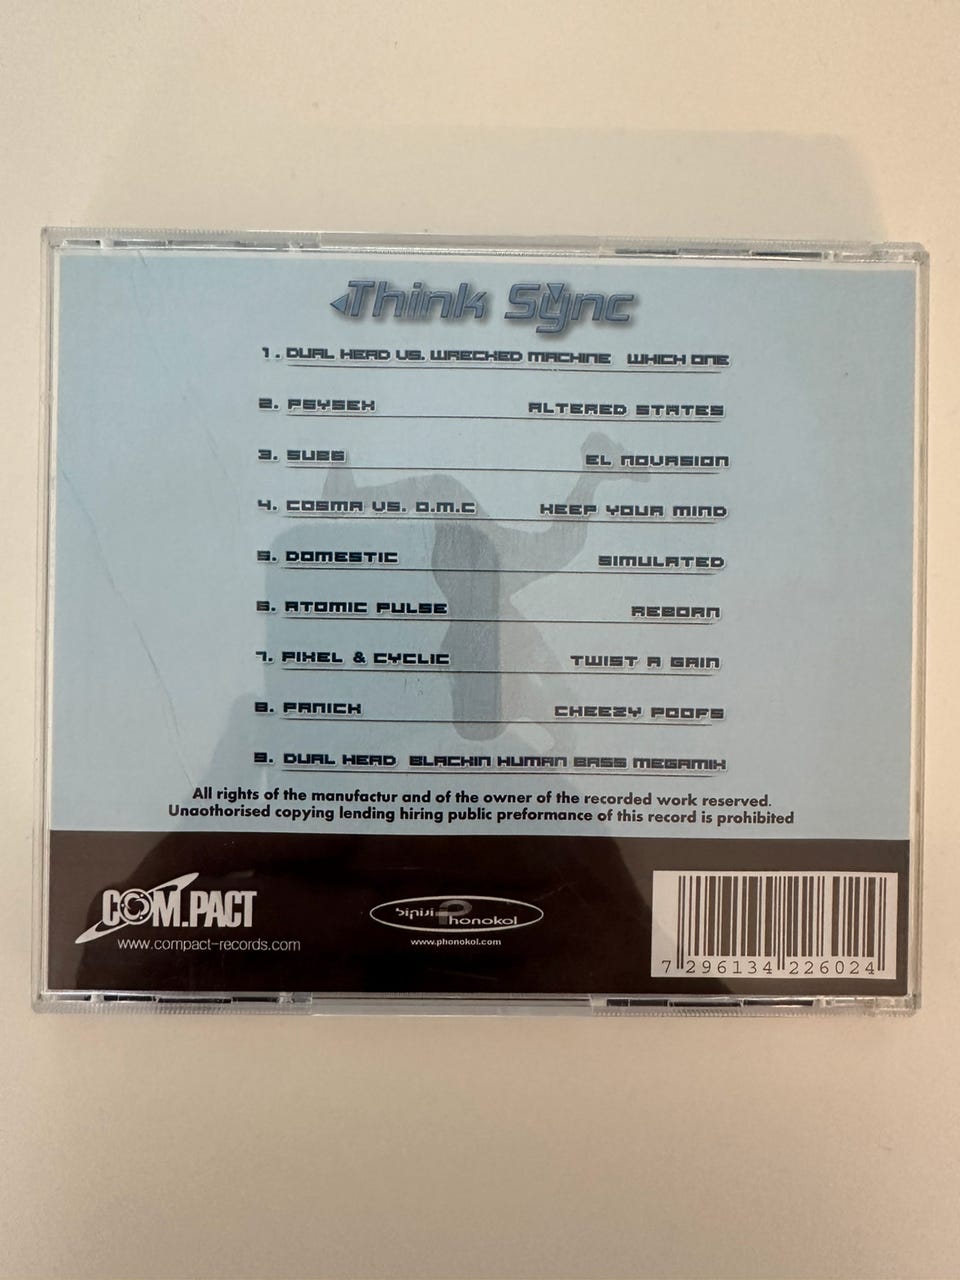 Think Sync
1. DUAL HEAD VS. WRECKED MACHINE WHICH ONE
2. PSYSEX ALTERED STATES
3. SUB6 EL NOVASION
4. COSMA VS. O.M.C KEEP YOUR MIND
5. DOMESTIC SIMULATED
6. ATOMIC PULSE REBORN
7. PIXEL & CYCLIC TWIST A GAIN
8. PANICK CHEEZY POOFS
9. DUAL HEAD BLACKIN HUMAN BASS MEGAMIX
All rights of the manufactur and of the owner of the recorded work reserved.
Unaothorised copying lending hiring public preformance of this record is prohibited
COM.PACT
www.compact-records.com
פונוקול Phonokol
www.phonokol.com
7 296134 226024